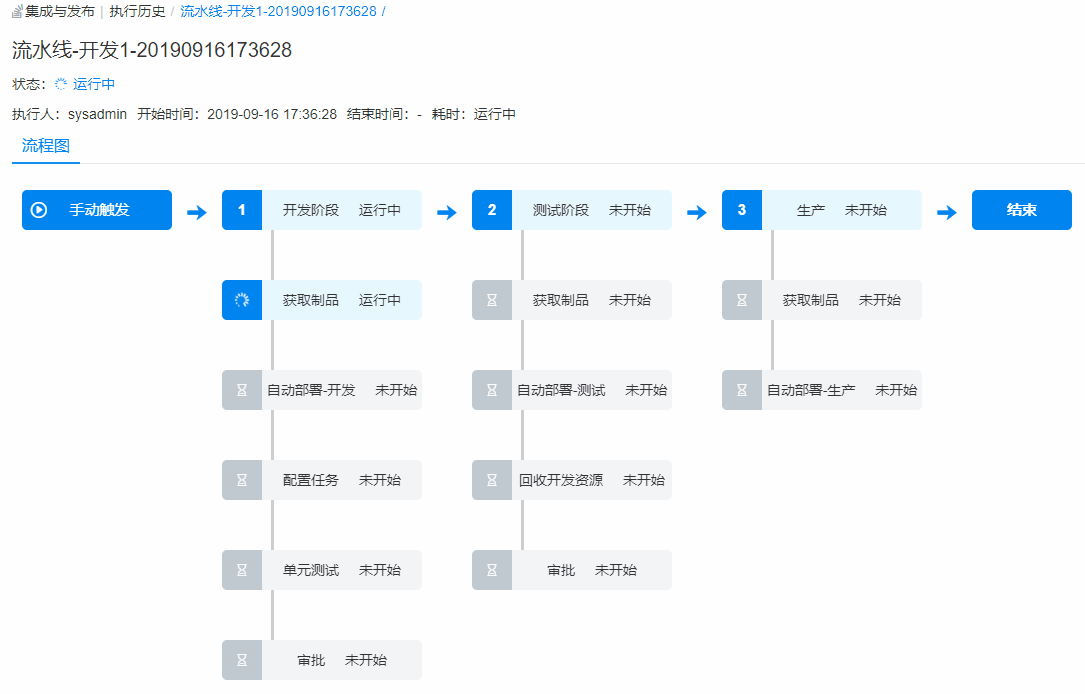 集成与发布 | 执行历史 / 流水线-开发1-20190916173628 /
流水线-开发1-20190916173628
状态: 运行中
执行人: sysadmin 开始时间: 2019-09-16 17:36:28 结束时间: - 耗时: 运行中
流程图
手动触发 1 开发阶段 运行中 2 测试阶段 未开始 3 生产 未开始 结束
获取制品 运行中 获取制品 未开始 获取制品 未开始
自动部署-开发 未开始 自动部署-测试 未开始 自动部署-生产 未开始
配置任务 未开始 回收开发资源 未开始
单元测试 未开始 审批 未开始
审批 未开始